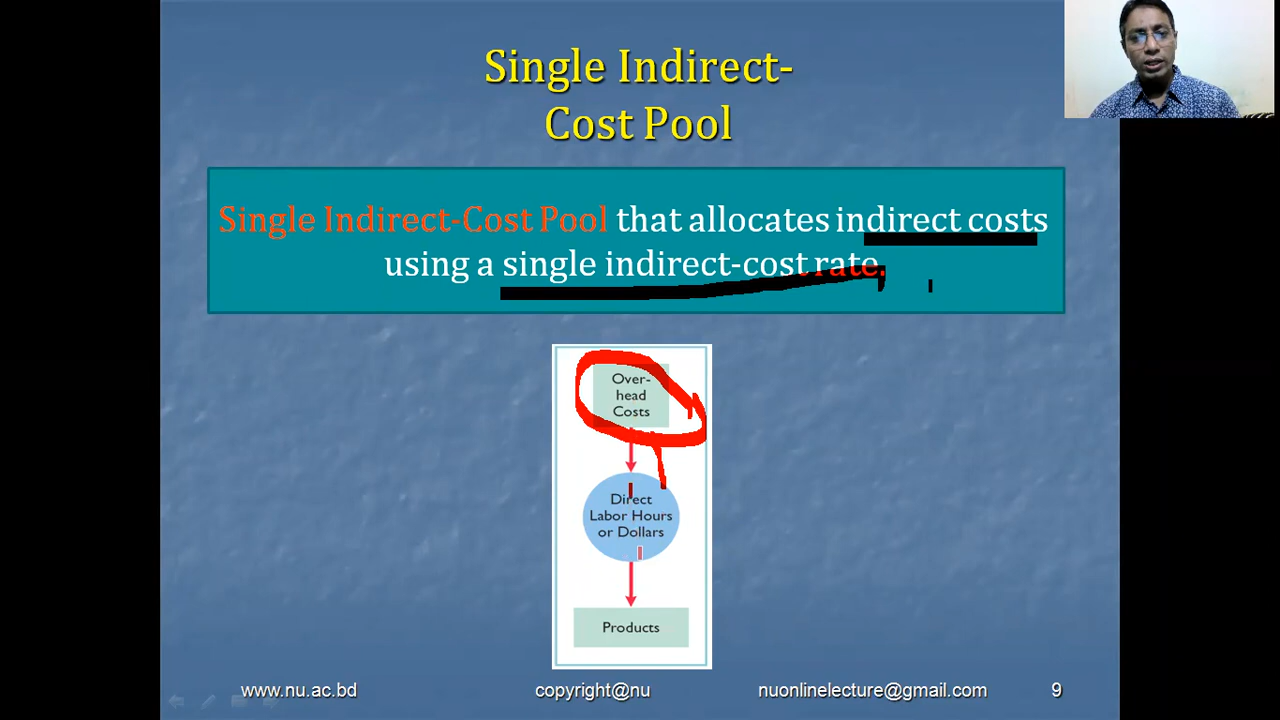 Single Indirect-
Cost Pool
Single Indirect-Cost Pool that allocates indirect costs
using a single indirect-cost rate.
Over-
head
Costs
Direct
Labor Hours
or Dollars
Products
www.nu.ac.bd copyright@nu nuonlinelecture@gmail.com 9